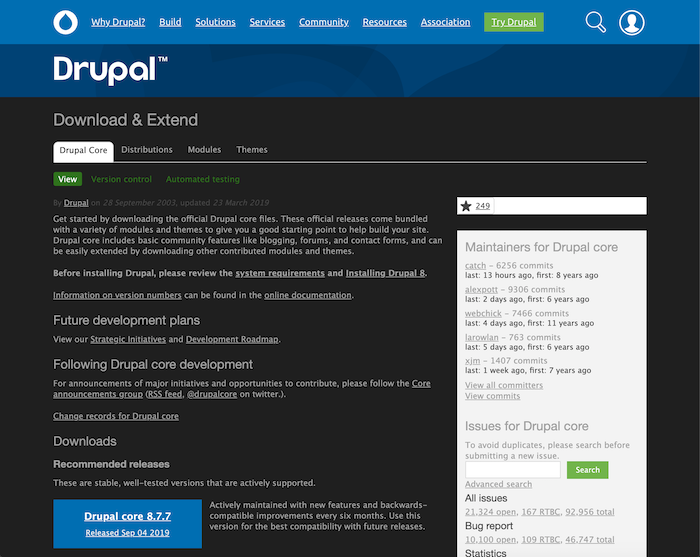 Why Drupal? Build Solutions Services Community Resources Association Try Drupal
Drupal™
Download & Extend
Drupal Core Distributions Modules Themes
View Version control Automated testing
By Drupal on 28 September 2003, updated 23 March 2019
Get started by downloading the official Drupal core files. These official releases come bundled
with a variety of modules and themes to give you a good starting point to help build your site.
Drupal core includes basic community features like blogging, forums, and contact forms, and can
be easily extended by downloading other contributed modules and themes.
Before installing Drupal, please review the system requirements and Installing Drupal 8.
Information on version numbers can be found in the online documentation.
Future development plans
View our Strategic Initiatives and Development Roadmap.
Following Drupal core development
For announcements of major initiatives and opportunities to contribute, please follow the Core
announcements group (RSS feed, @drupalcore on twitter.).
Change records for Drupal core
Downloads
Recommended releases
These are stable, well-tested versions that are actively supported.
Drupal core 8.7.7
Released Sep 04 2019
Actively maintained with new features and backwards-
compatible improvements every six months. Use this
version for the best compatibility with future releases.
249
Maintainers for Drupal core
catch – 6256 commits
last: 13 hours ago, first: 8 years ago
alexpott – 9306 commits
last: 2 days ago, first: 6 years ago
webchick – 7466 commits
last: 4 days ago, first: 11 years ago
larowlan – 763 commits
last: 5 days ago, first: 6 years ago
xjm – 1407 commits
last: 1 week ago, first: 7 years ago
View all committers
View commits
Issues for Drupal core
To avoid duplicates, please search before
submitting a new issue.
Search
Advanced search
All issues
21,324 open, 167 RTBC, 92,956 total
Bug report
10,100 open, 109 RTBC, 46,747 total
Statistics